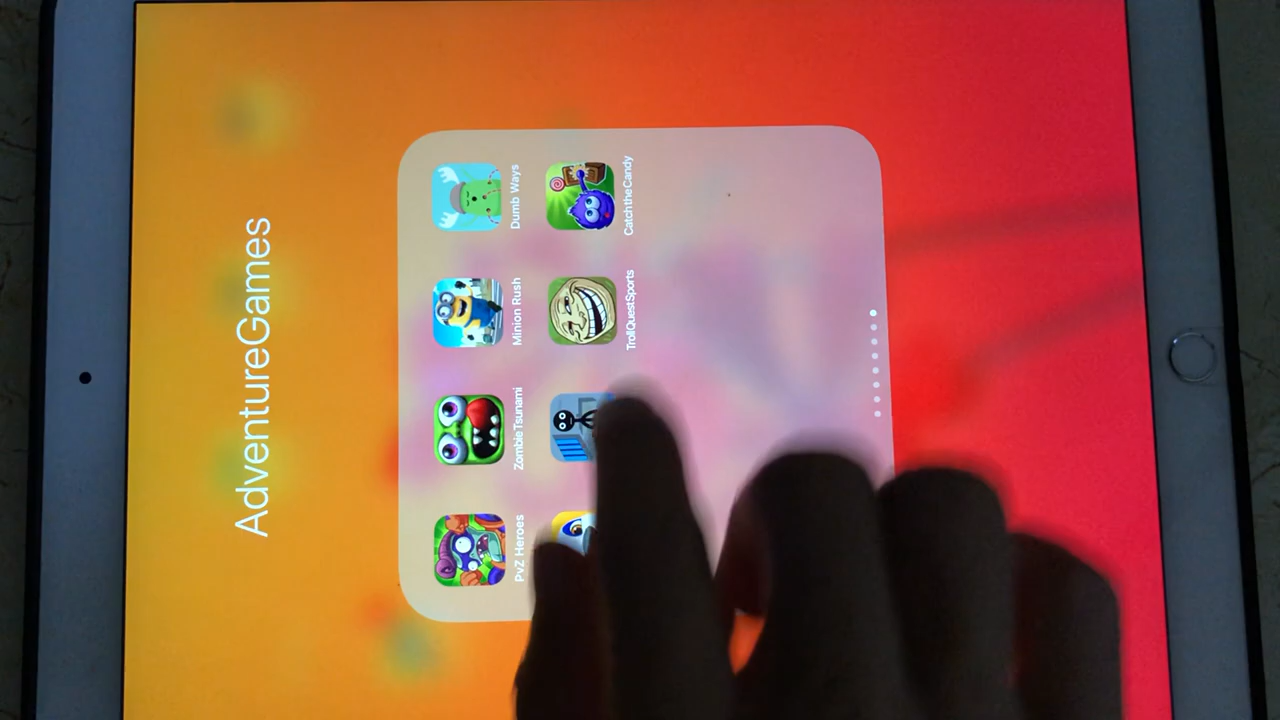 AdventureGames
PvZ Heroes
ZombieTsunami
Minion Rush
Dumb Ways
TrollQuestSports
CatchtheCandy